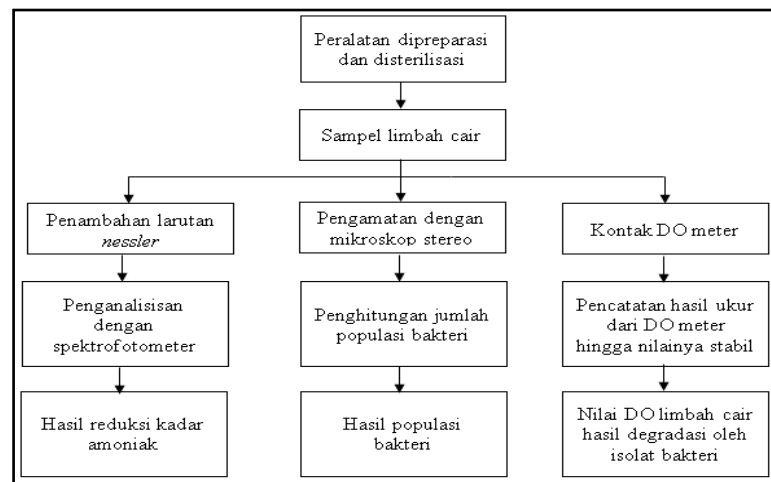 Peralatan dipreparasi
dan disterilisasi
Sampel limbah cair
Penambahan larutan
nessler
Pengamatan dengan
mikroskop stereo
Kontak DO meter
Penganalisisan
dengan
spektrofotometer
Penghitungan jumlah
populasi bakteri
Pencatatan hasil ukur
dari DO meter
hingga nilainya stabil
Hasil reduksi kadar
amoniak
Hasil populasi
bakteri
Nilai DO limbah cair
hasil degradasi oleh
isolat bakteri